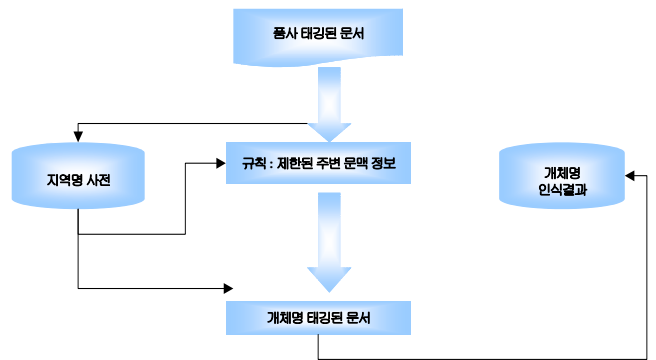 품사 태깅된 문서
지역명 사전
규칙 : 제한된 주변 문맥 정보
개체명
인식결과
개체명 태깅된 문서